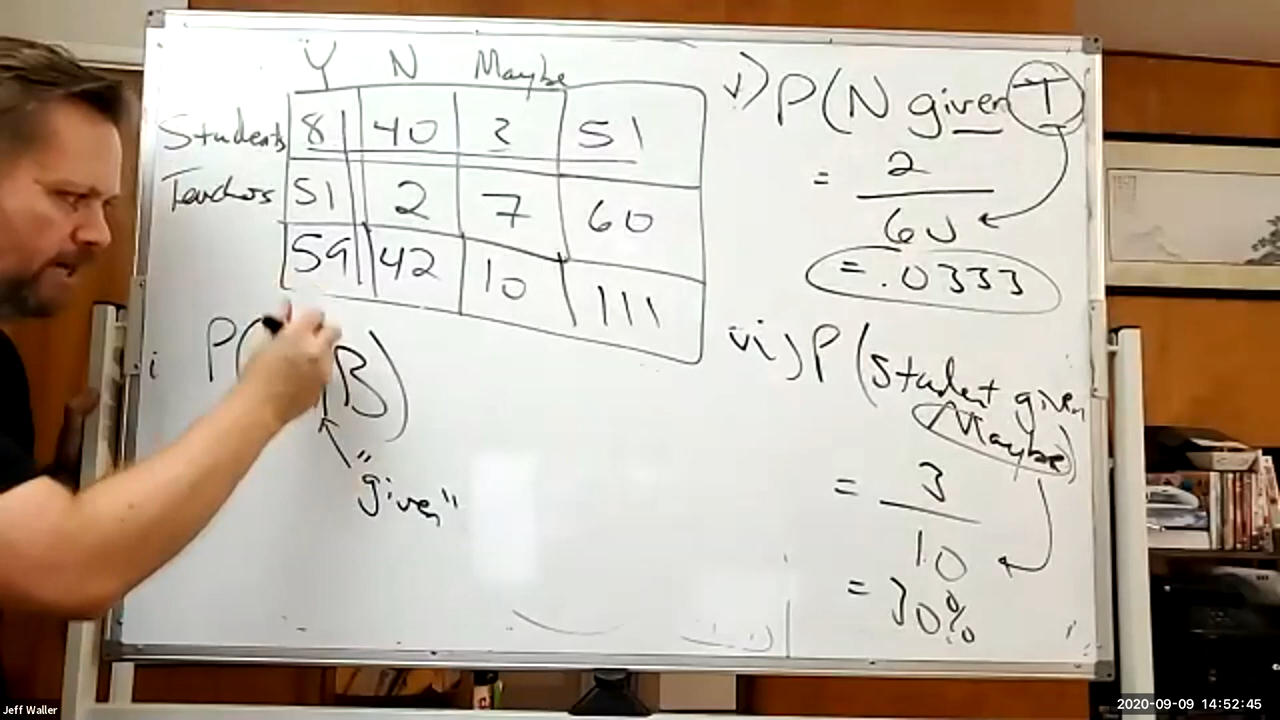 Y N Maybe
Students 8 40 3 51
Teachers 51 2 7 60
59 42 10 111
P( B)
"given"
v) P(N given T)
= 2
60
= .0333
vi) P(Student given
Maybe)
= 3
10
= 30%
Jeff Waller
2020-09-09 14:52:45